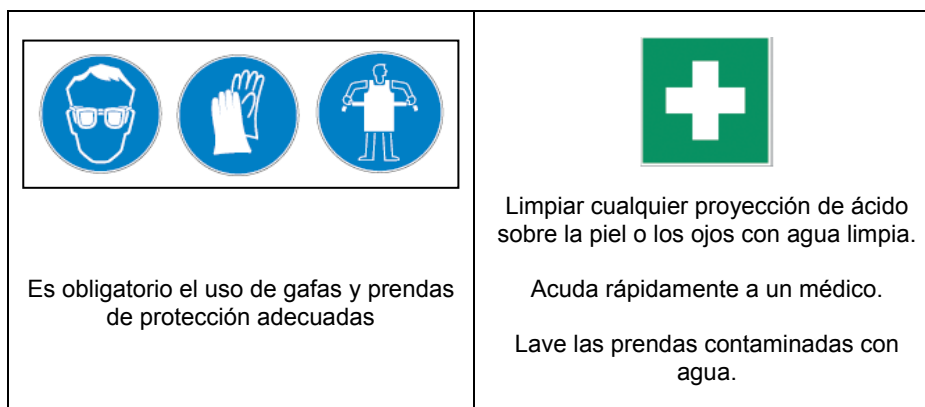 Es obligatorio el uso de gafas y prendas
de protección adecuadas
Limpiar cualquier proyección de ácido
sobre la piel o los ojos con agua limpia.
Acuda rápidamente a un médico.
Lave las prendas contaminadas con
agua.